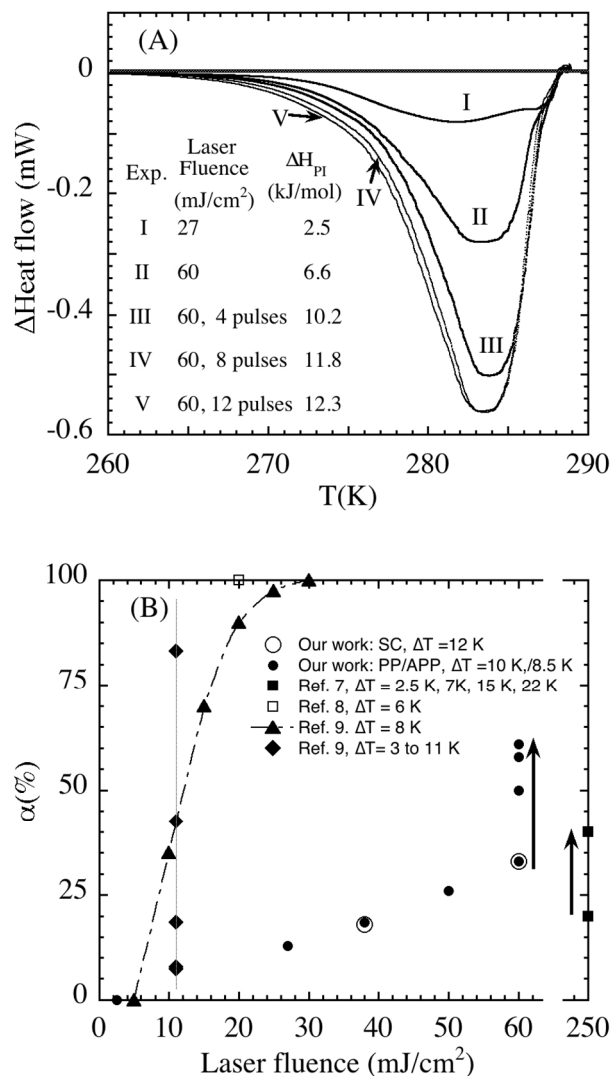 (A)
0
-0.2
-0.4
-0.6
ΔHeat flow (mW)
I
II
III
IV
V
Exp. Laser Fluence (mJ/cm²) ΔH_PI (kJ/mol)
I 27 2.5
II 60 6.6
III 60, 4 pulses 10.2
IV 60, 8 pulses 11.8
V 60, 12 pulses 12.3
260 270 280 290
T(K)
(B)
100
75
50
25
0
α(%)
Our work: SC, ΔT =12 K
Our work: PP/APP, ΔT =10 K,/8.5 K
Ref. 7, ΔT = 2.5 K, 7K, 15 K, 22 K
Ref. 8, ΔT = 6 K
Ref. 9. ΔT = 8 K
Ref. 9, ΔT= 3 to 11 K
0 10 20 30 40 50 60 250
Laser fluence (mJ/cm²)